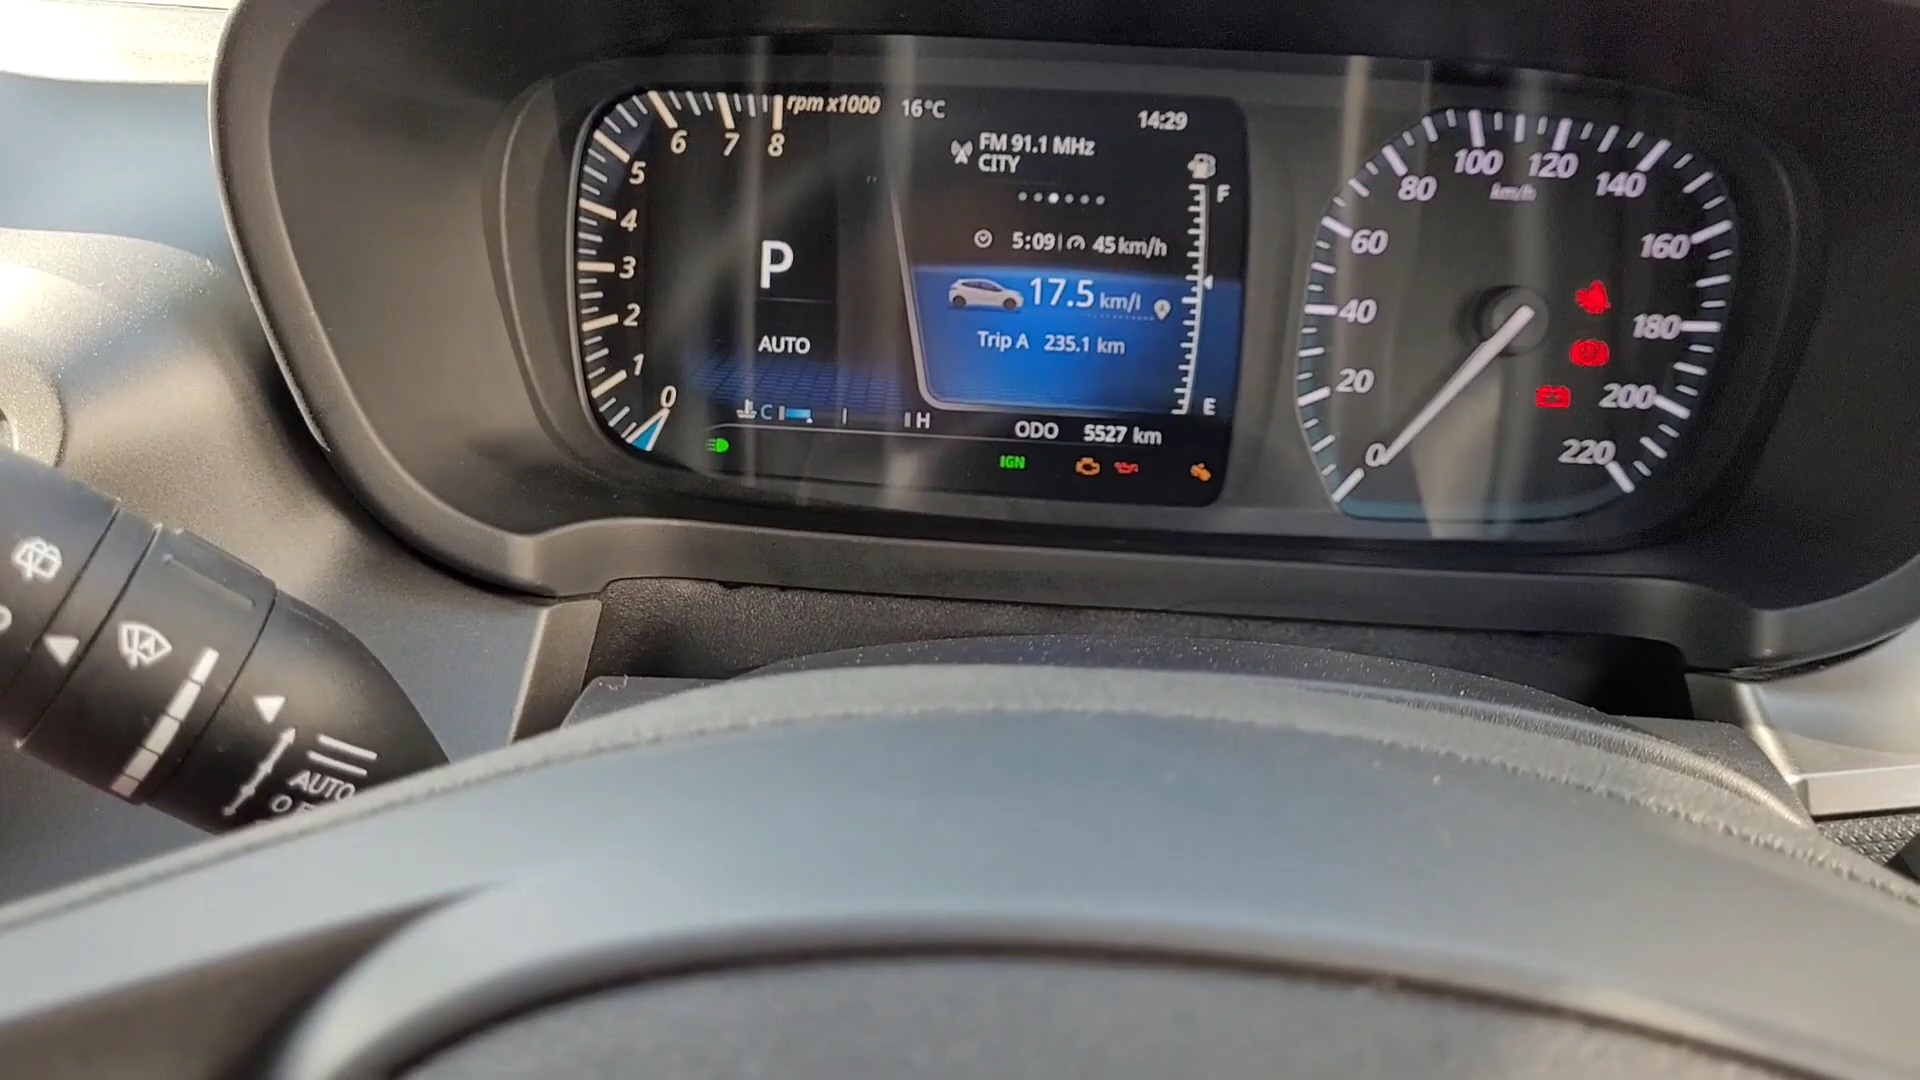 rpm x1000
16°C
14:29
FM 91.1 MHz
CITY
F
6 7 8
5
4
3
2
1
0
P
AUTO
5:09 45 km/h
17.5 km/l
Trip A 235.1 km
E
C H
ODO 5527 km
IGN
0
20
40
60
80
100
120
140
160
180
200
220
km/h
AUTO